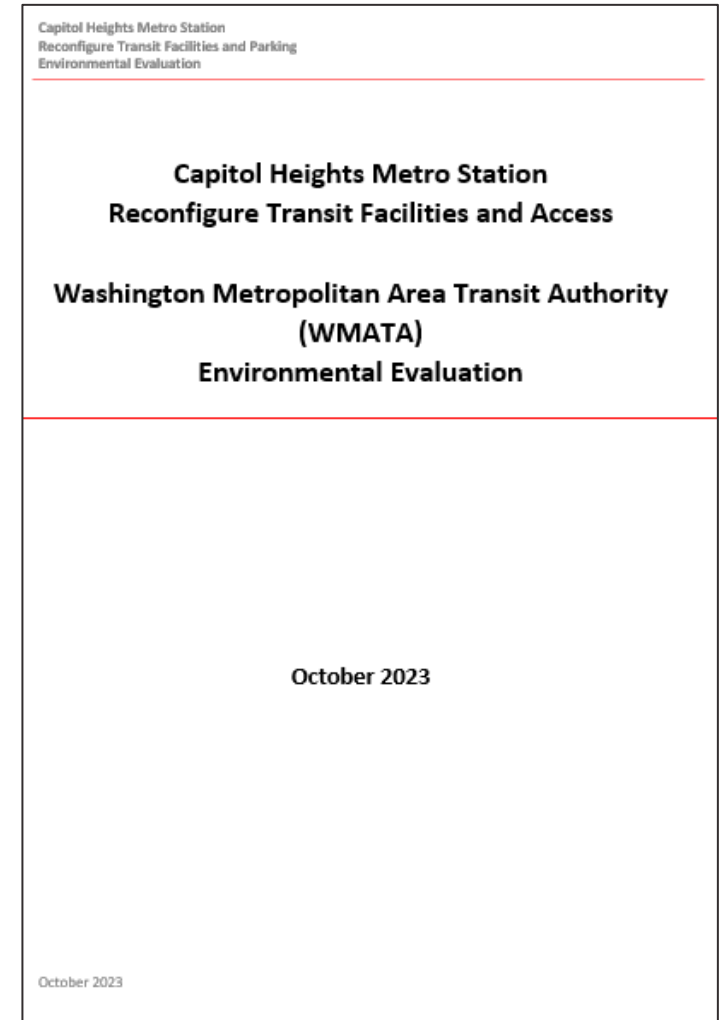 Capitol Heights Metro Station
Reconfigure Transit Facilities and Parking
Environmental Evaluation
Capitol Heights Metro Station
Reconfigure Transit Facilities and Access
Washington Metropolitan Area Transit Authority
(WMATA)
Environmental Evaluation
October 2023
October 2023